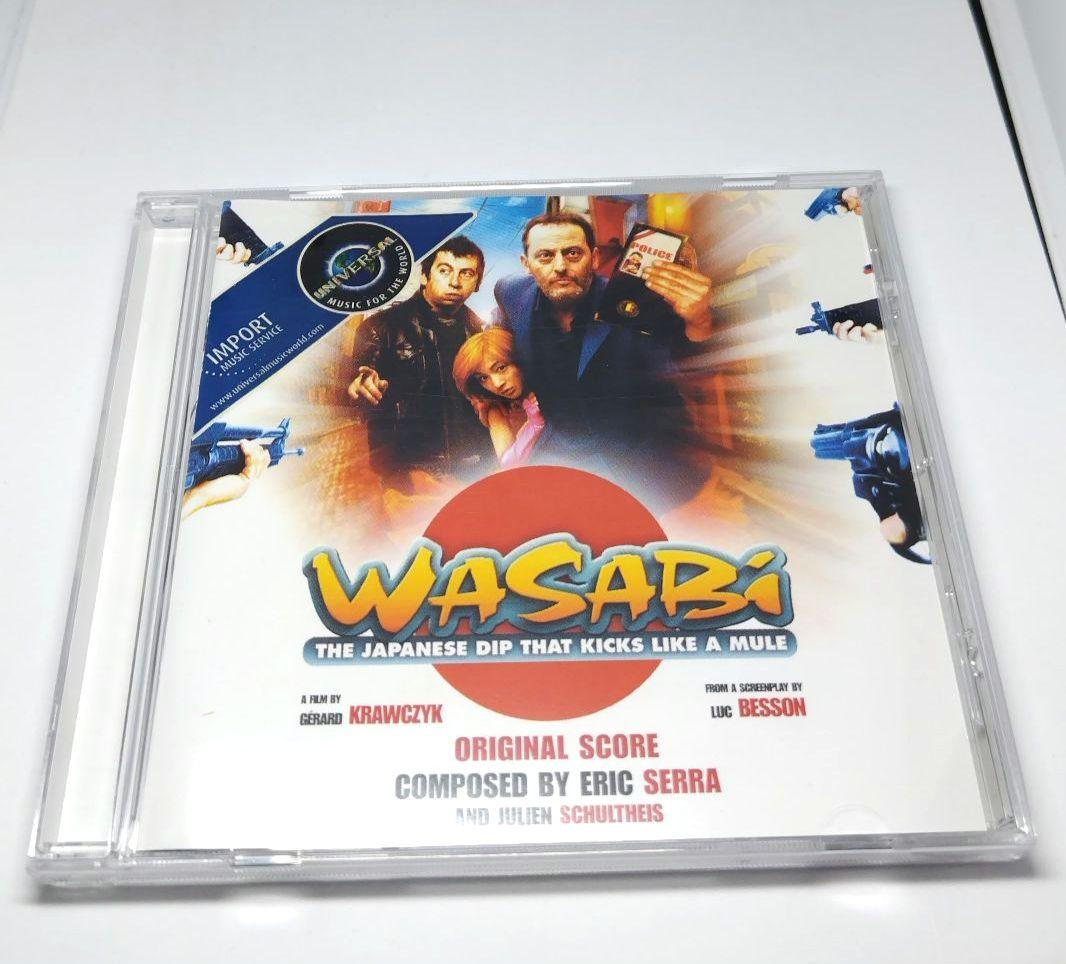 UNIVERSAL
MUSIC FOR THE WORLD
IMPORT
...MUSIC SERVICE
www.universalmusicworld.com
POLICE
WASABi
THE JAPANESE DIP THAT KICKS LIKE A MULE
A FILM BY
GÉRARD KRAWCZYK
FROM A SCREENPLAY BY
LUC BESSON
ORIGINAL SCORE
COMPOSED BY ERIC SERRA
AND JULIEN SCHULTHEIS